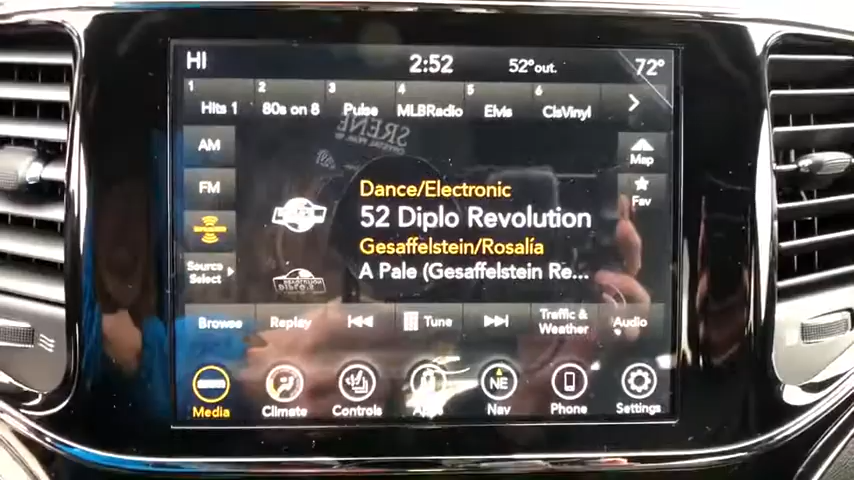 HI 2:52 52°out. 72°
1 2 3 4 5 6
Hits 1 80s on 8 Pulse MLBRadio Elvis CisVinyl
AM
FM
Source
Select
Map
Fav
Dance/Electronic
52 Diplo Revolution
Gesaffelstein/Rosalía
A Pale (Gesaffelstein Re...
Browse Replay Tune Traffic & Weather Audio
Media Climate Controls Apps NE Nav Phone Settings